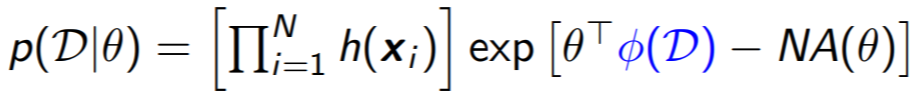 p(𝒟|θ) = [∏_{i=1}^{N} h(𝒙_i)] exp [θ^⊤ ϕ(𝒟) − NA(θ)]